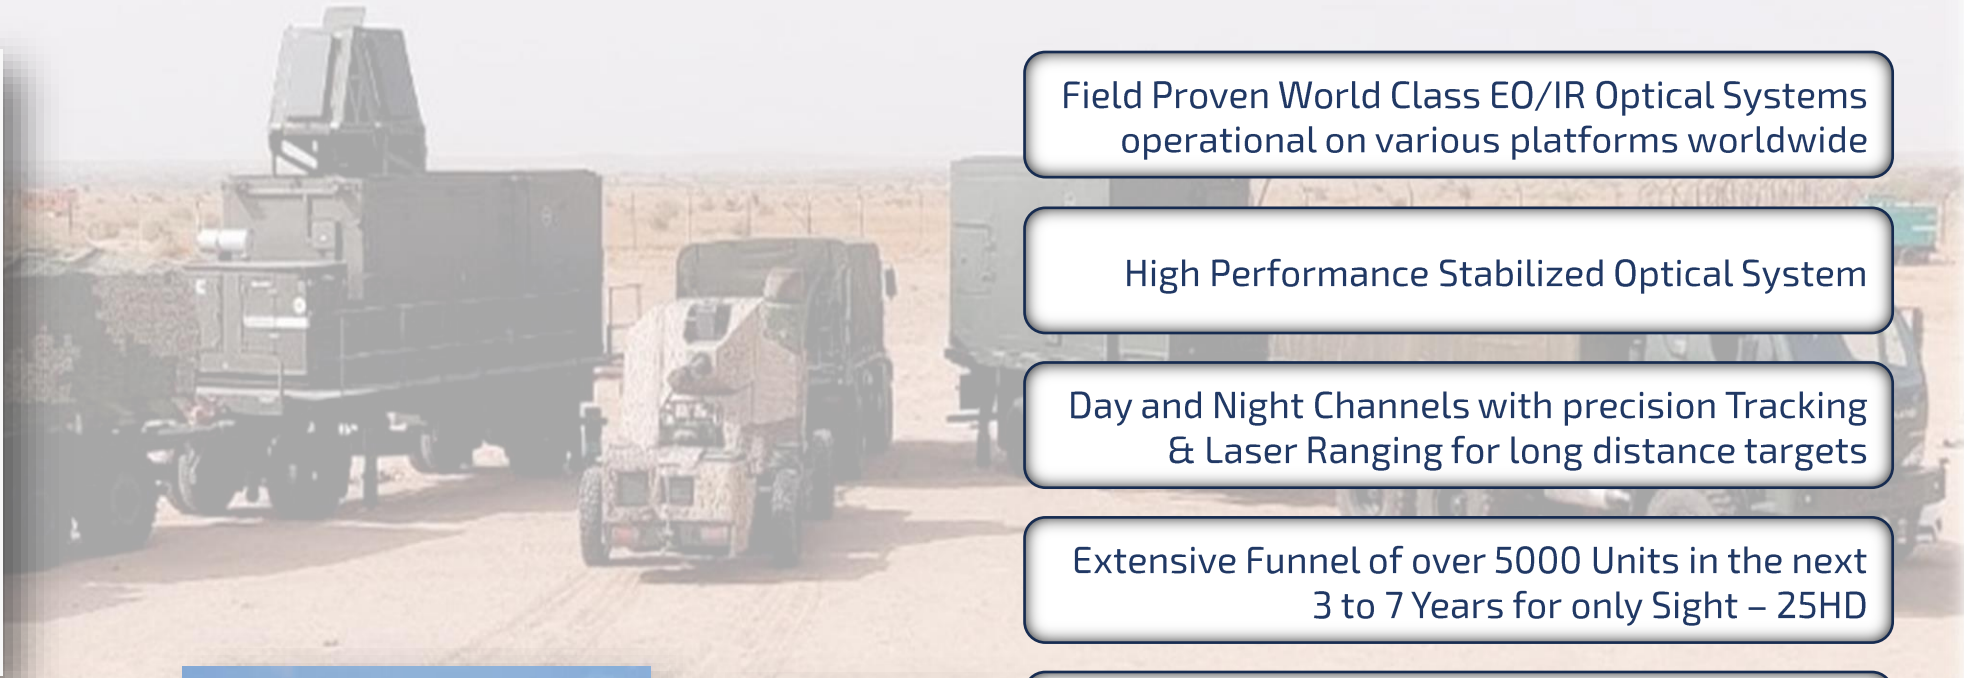 Field Proven World Class EO/IR Optical Systems
operational on various platforms worldwide
High Performance Stabilized Optical System
Day and Night Channels with precision Tracking
& Laser Ranging for long distance targets
Extensive Funnel of over 5000 Units in the next
3 to 7 Years for only Sight – 25HD